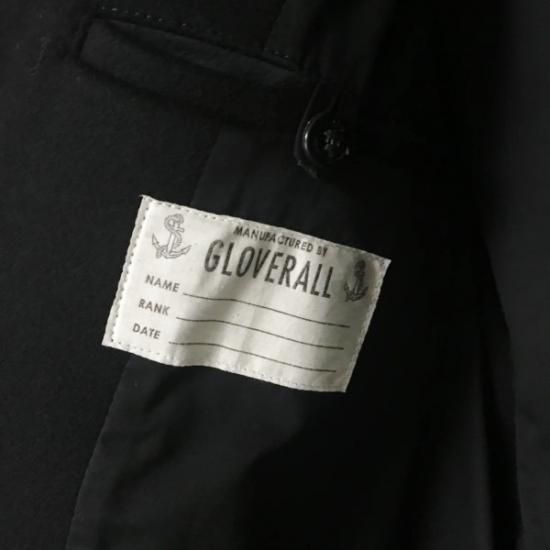 MANUFACTURED BY
GLOVERALL
NAME
RANK
DATE